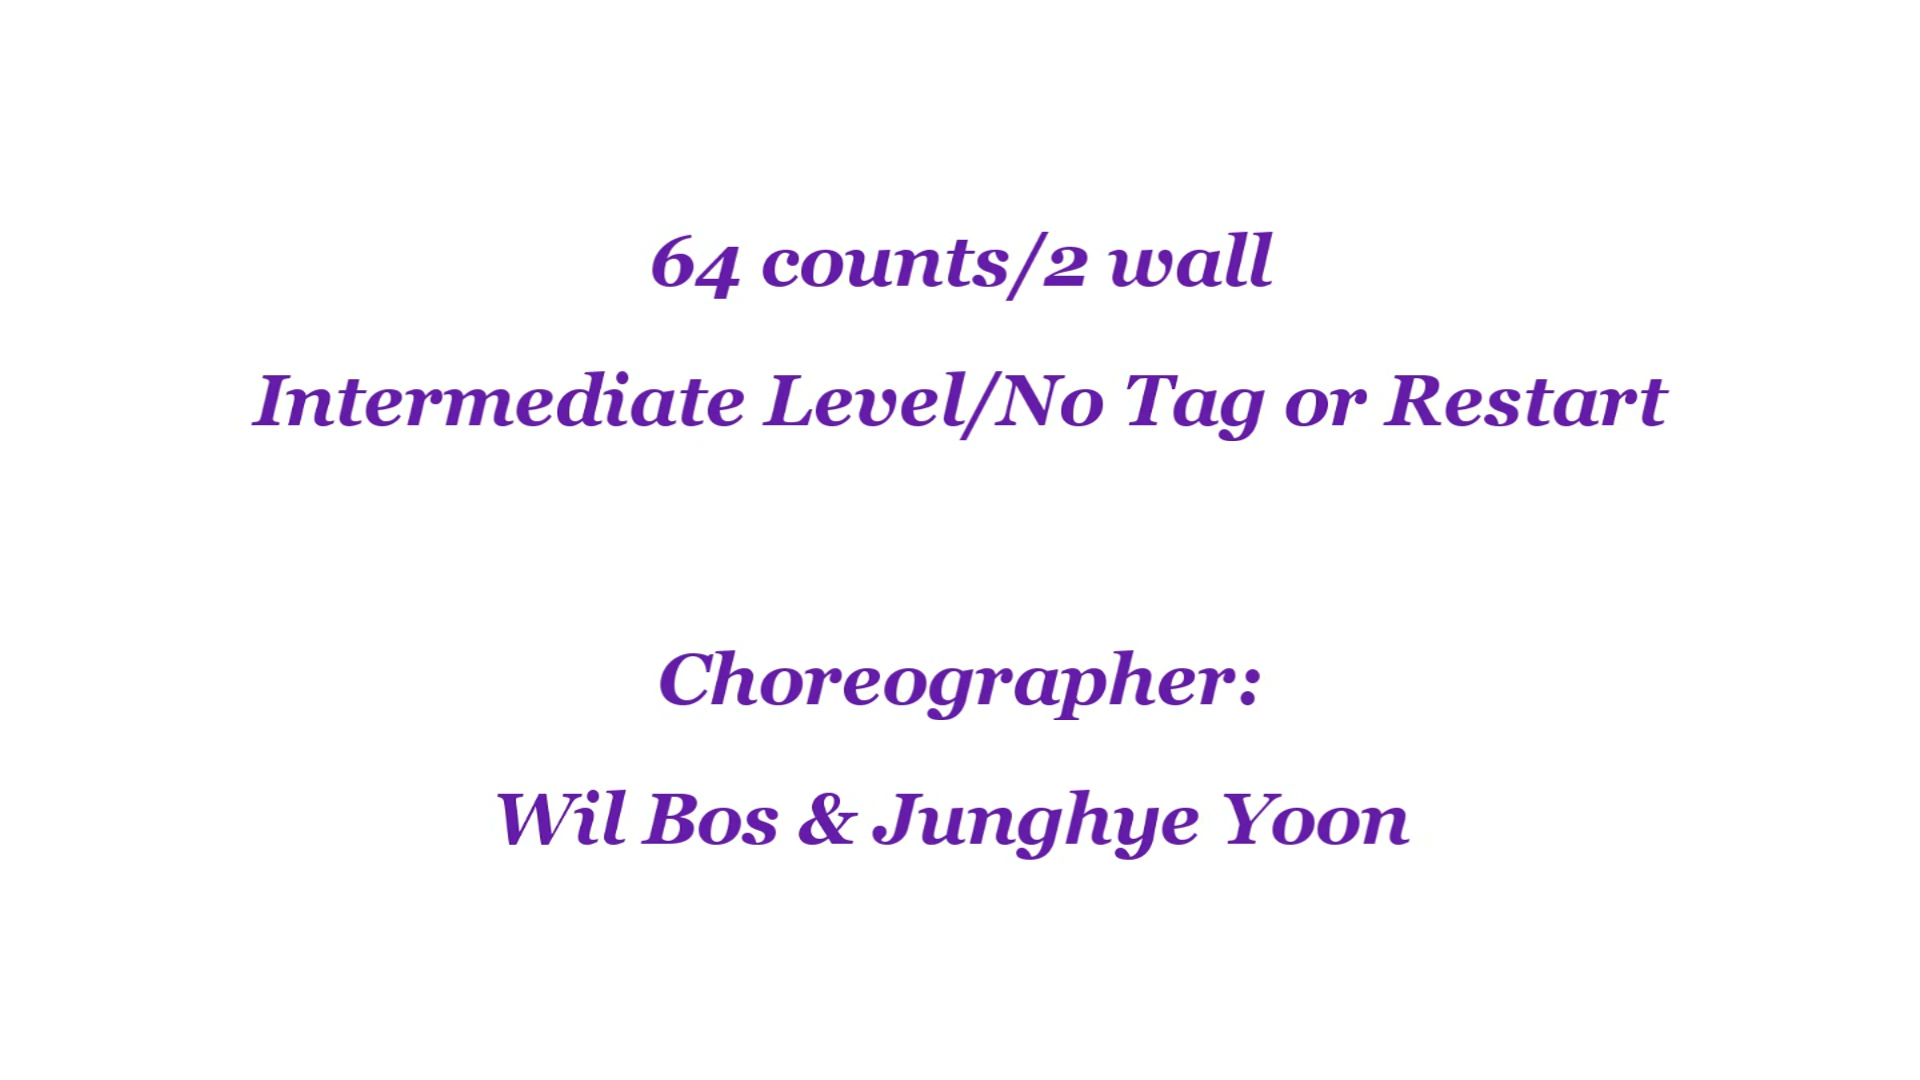 64 counts/2 wall
Intermediate Level/No Tag or Restart
Choreographer:
Wil Bos & Junghye Yoon